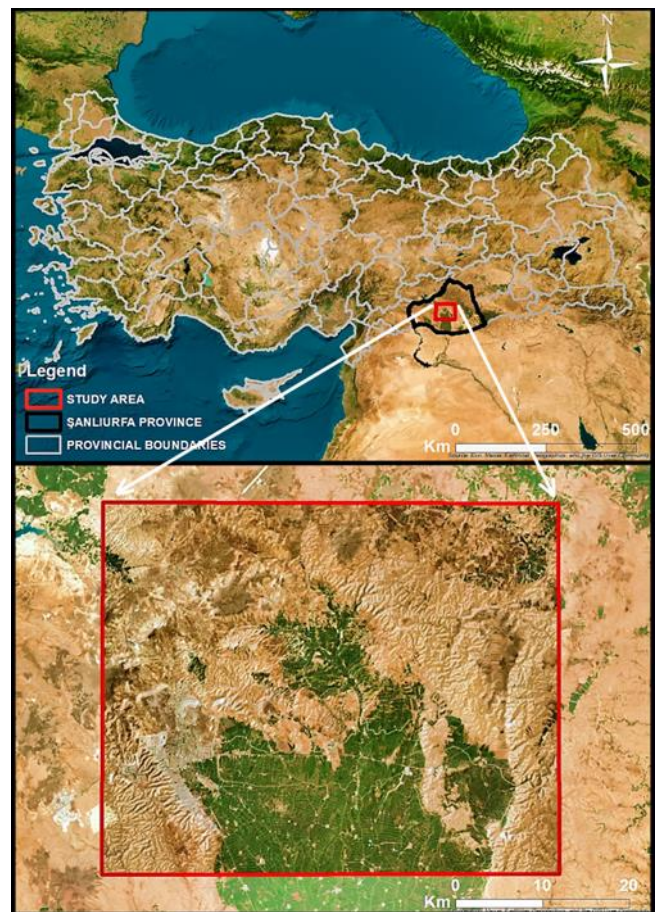 N
Legend
STUDY AREA
ŞANLIURFA PROVINCE
PROVINCIAL BOUNDARIES
0 250 500
Km
0 10 20
Km